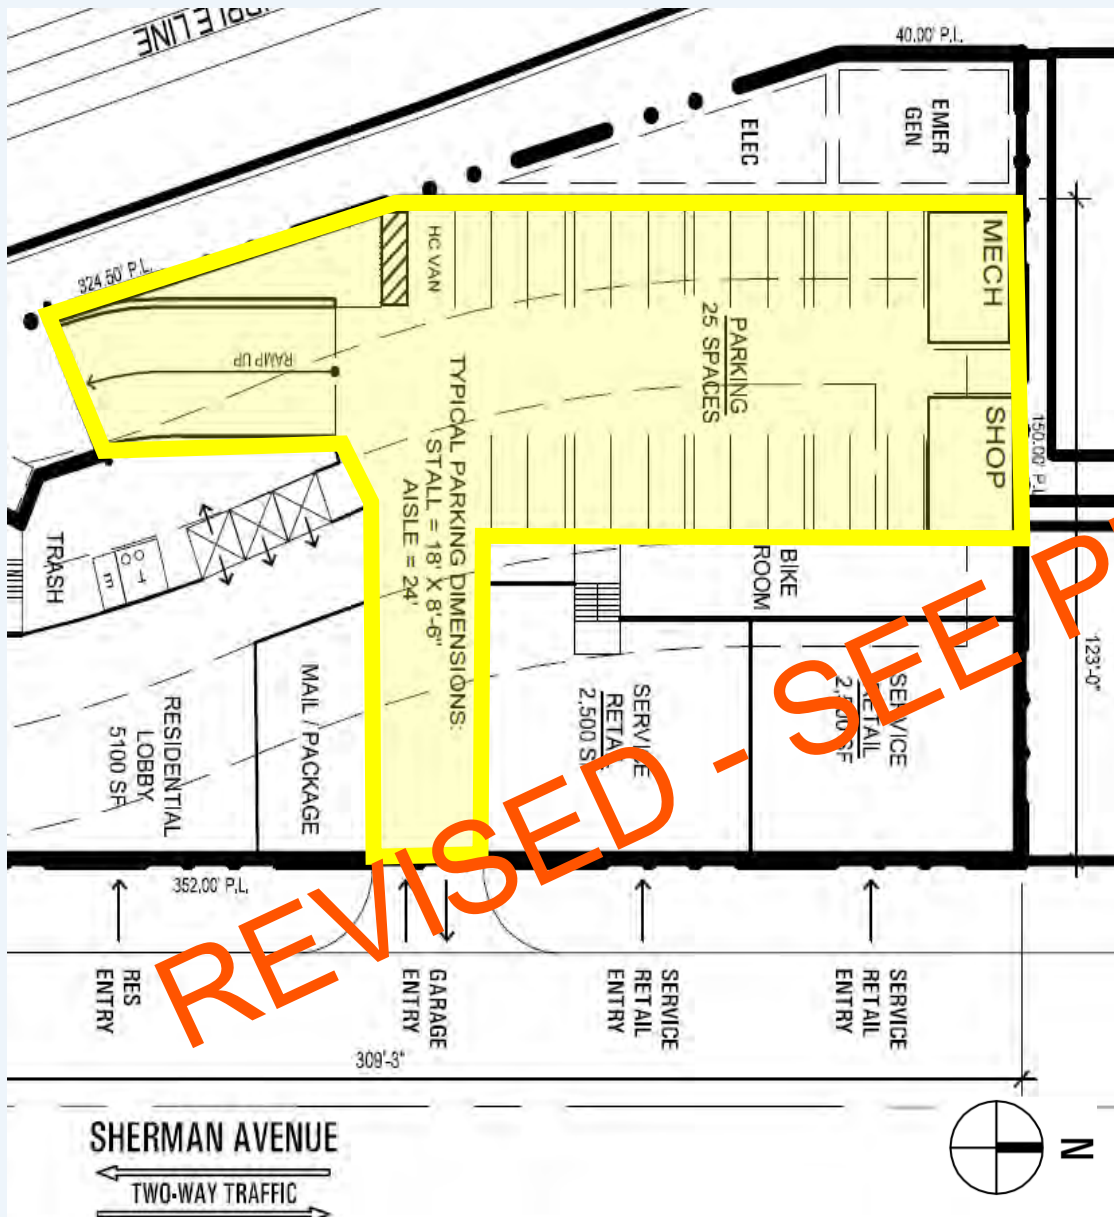 40.00' P.L.
EMER
GEN
ELEC
324.50' P.L.
HC VAN
MECH
RAMP UP
PARKING
25 SPACES
TYPICAL PARKING DIMENSIONS:
STALL = 18' X 8'-6"
AISLE = 24'
SHOP
150.00' P.L.
TRASH
BIKE
ROOM
123'-0"
MAIL / PACKAGE
RESIDENTIAL
LOBBY
5100 SF
SERVICE
RETAIL
2,500 SF
SERVICE
RETAIL
2,500 SF
REVISED - SEE P
352.00' P.L.
RES
ENTRY
GARAGE
ENTRY
SERVICE
RETAIL
ENTRY
SERVICE
RETAIL
ENTRY
309'-3"
SHERMAN AVENUE
TWO-WAY TRAFFIC
N